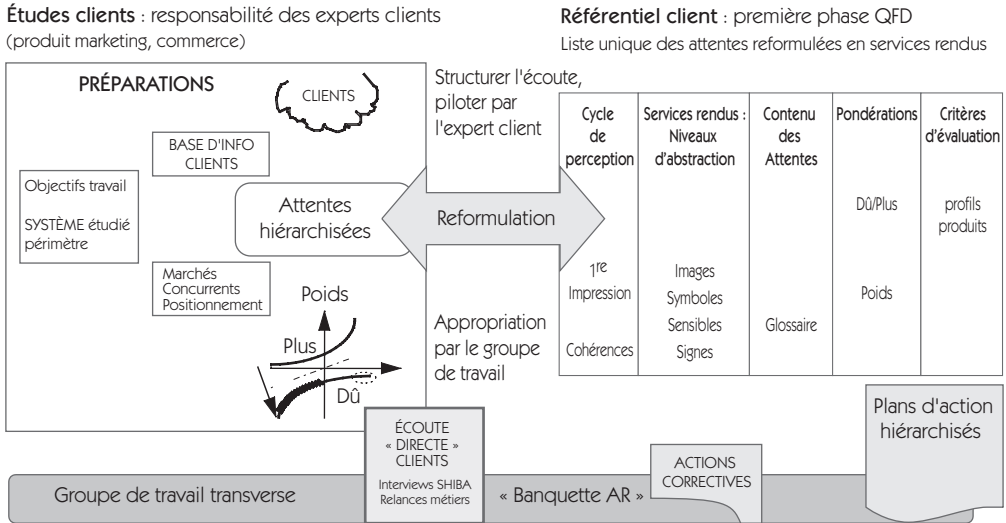 Études clients : responsabilité des experts clients
(produit marketing, commerce)
Référentiel client : première phase QFD
Liste unique des attentes reformulées en services rendus
PRÉPARATIONS
CLIENTS
BASE D'INFO
CLIENTS
Objectifs travail
SYSTÈME étudié
périmètre
Attentes
hiérarchisées
Marchés
Concurrents
Positionnement
Poids
Plus
Dû
Structurer l'écoute,
piloter par
l'expert client
Reformulation
Appropriation
par le groupe
de travail
Cycle
de
perception
Services rendus :
Niveaux
d'abstraction
Contenu
des
Attentes
Pondérations
Critères
d'évaluation
Dû/Plus
profils
produits
1re
Impression
Images
Symboles
Sensibles
Signes
Poids
Glossaire
Cohérences
Plans d'action
hiérarchisés
ÉCOUTE
« DIRECTE »
CLIENTS
Interviews SHIBA
Relances métiers
ACTIONS
CORRECTIVES
Groupe de travail transverse
« Banquette AR »